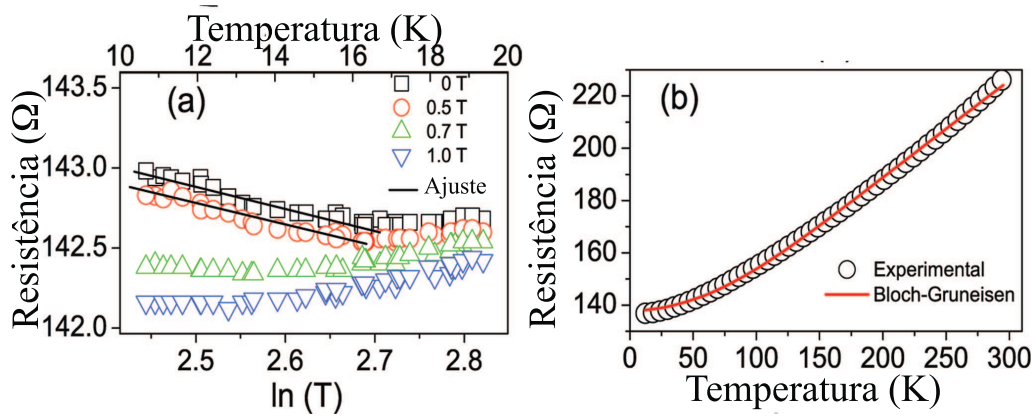 Temperatura (K)
10 12 14 16 18 20
143.5
143.0
142.5
142.0
Resistência (Ω)
(a)
0 T
0.5 T
0.7 T
1.0 T
Ajuste
2.5 2.6 2.7 2.8
ln (T)
220
200
180
160
140
Resistência (Ω)
(b)
Experimental
Bloch-Gruneisen
0 50 100 150 200 250 300
Temperatura (K)